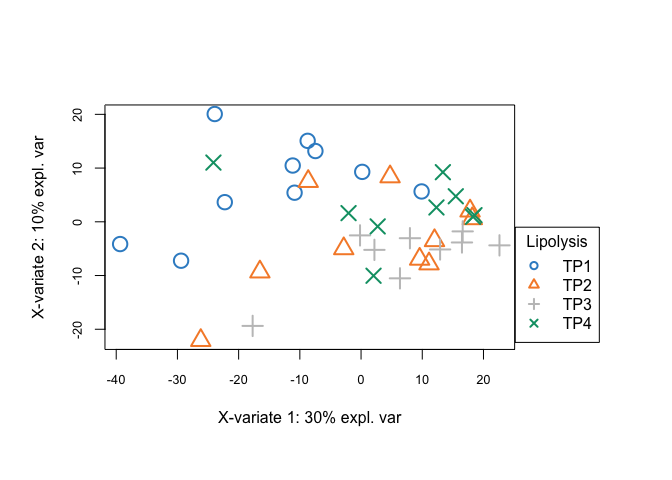 20
10
0
-10
-20
X-variate 2: 10% expl. var
-40 -30 -20 -10 0 10 20
X-variate 1: 30% expl. var
Lipolysis
TP1
TP2
TP3
TP4